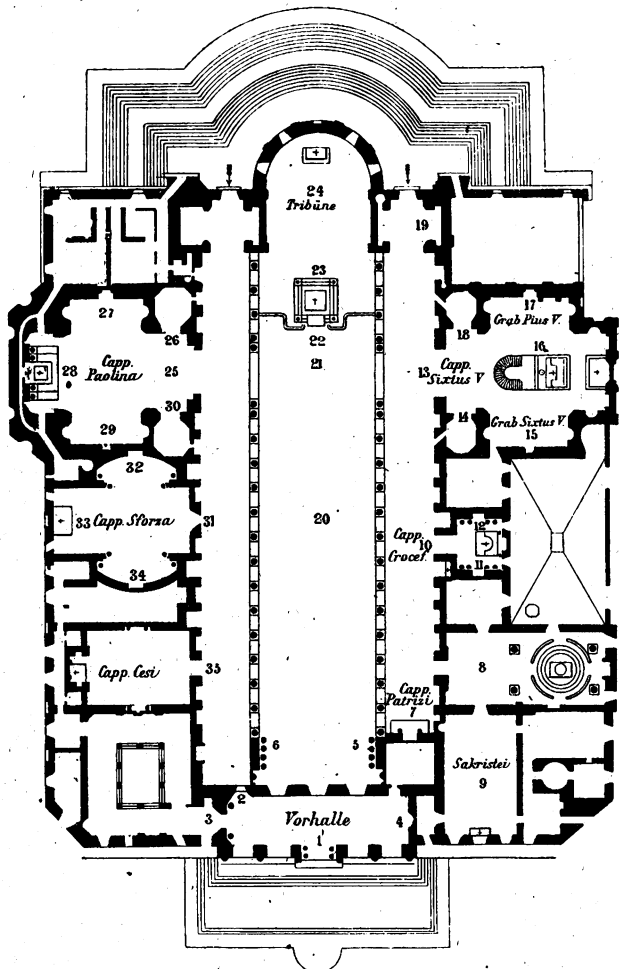 24
Tribüne
19
23
27
17
Grab Pius V.
26
22
18
28
Capp.
Paolina
25
21
13
Capp.
Sixtus V
16
30
14
29
Grab Sixtus V.
15
32
33
Capp. Sforza
31
20
Capp.
10
Crocef.
12
11
34
Capp. Cesi
35
8
Capp.
Patrizi
7
6
5
Sakristei
9
2
3
Vorhalle
4
1